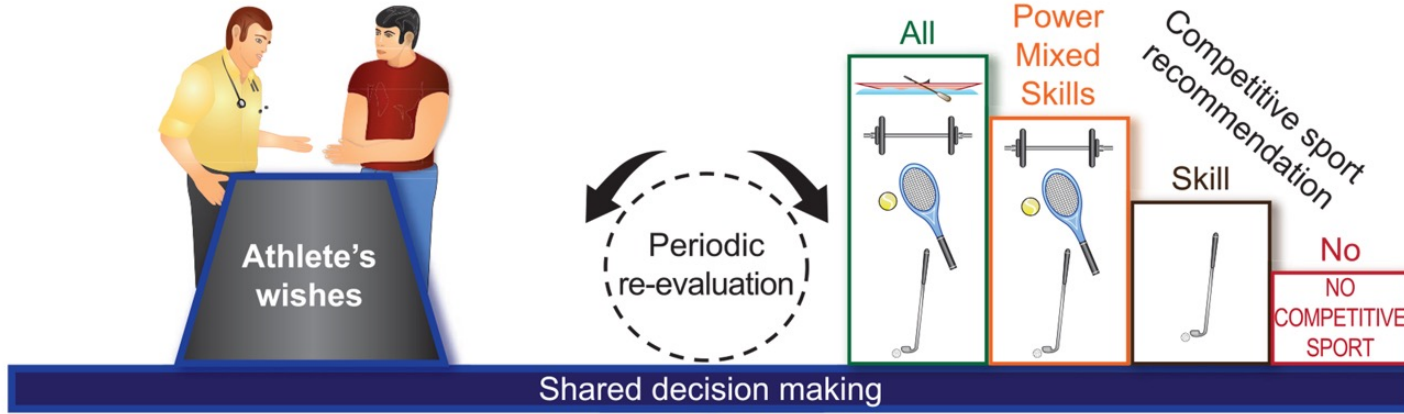 All
Power
Mixed
Skills
Competitive sport
recommendation
Skill
No
NO
COMPETITIVE
SPORT
Periodic
re-evaluation
Athlete's
wishes
Shared decision making